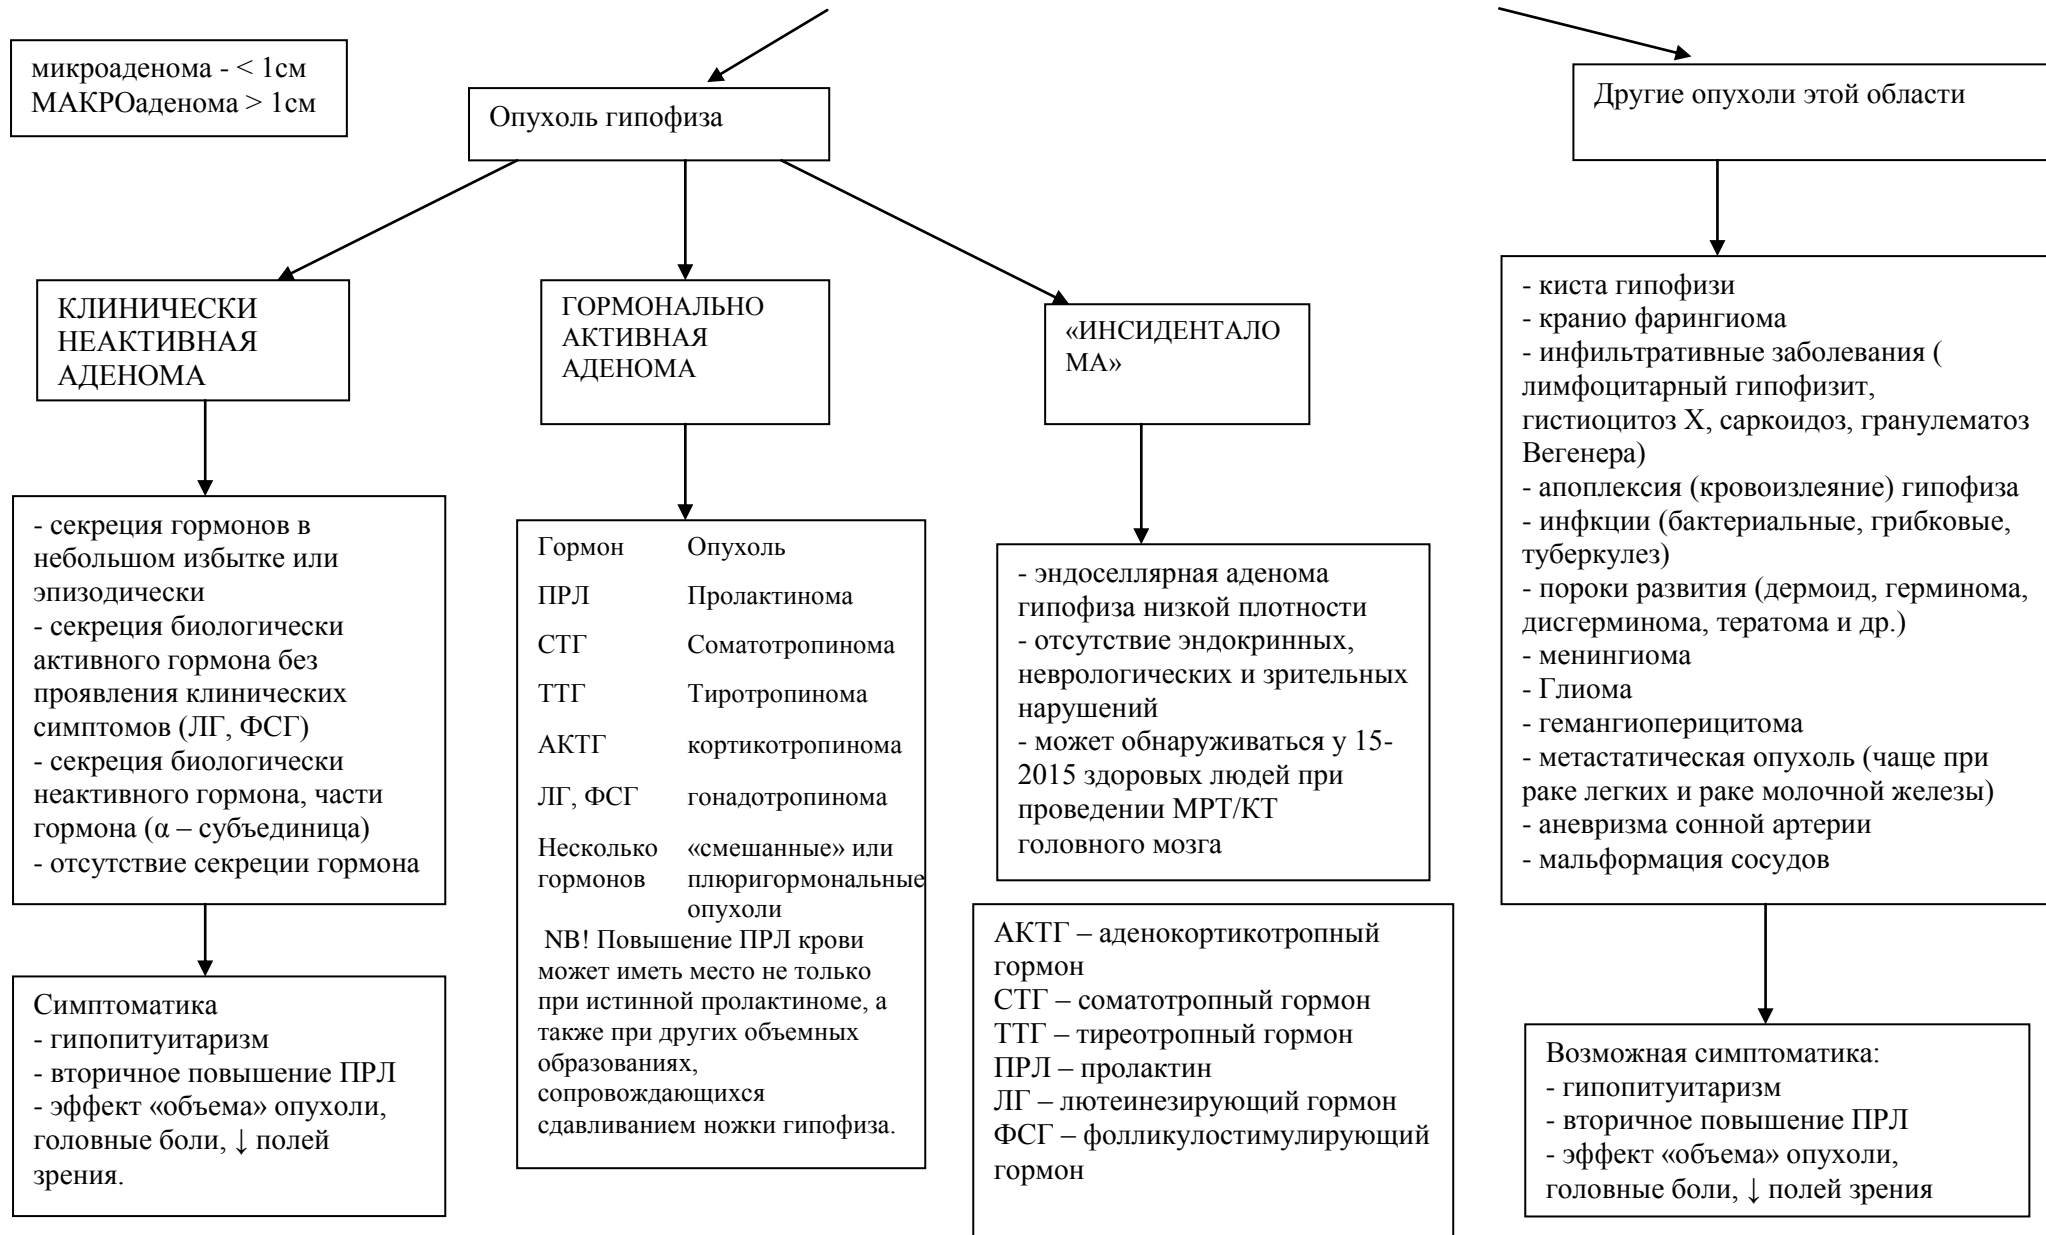 микроаденома - < 1см
МАКРОаденома > 1см
Опухоль гипофиза
Другие опухоли этой области
КЛИНИЧЕСКИ
НЕАКТИВНАЯ
АДЕНОМА
ГОРМОНАЛЬНО
АКТИВНАЯ
АДЕНОМА
«ИНСИДЕНТАЛО
МА»
- киста гипофизи
- кранио фарингиома
- инфильтративные заболевания (
лимфоцитарный гипофизит,
гистиоцитоз Х, саркоидоз, гранулематоз
Вегенера)
- апоплексия (кровоизлеяние) гипофиза
- инфкции (бактериальные, грибковые,
туберкулез)
- пороки развития (дермоид, герминома,
дисгерминома, тератома и др.)
- менингиома
- Глиома
- гемангиоперицитома
- метастатическая опухоль (чаще при
раке легких и раке молочной железы)
- аневризма сонной артерии
- мальформация сосудов
- секреция гормонов в
небольшом избытке или
эпизодически
- секреция биологически
активного гормона без
проявления клинических
симптомов (ЛГ, ФСГ)
- секреция биологически
неактивного гормона, части
гормона (α – субъединица)
- отсутствие секреции гормона
Гормон Опухоль
ПРЛ Пролактинома
СТГ Соматотропинома
ТТГ Тиротропинома
АКТГ кортикотропинома
ЛГ, ФСГ гонадотропинома
Несколько «смешанные» или
гормонов плюригормональные
опухоли
NB! Повышение ПРЛ крови
может иметь место не только
при истинной пролактиноме, а
также при других объемных
образованиях,
сопровождающихся
сдавливанием ножки гипофиза.
- эндоселлярная аденома
гипофиза низкой плотности
- отсутствие эндокринных,
неврологических и зрительных
нарушений
- может обнаруживаться у 15-
2015 здоровых людей при
проведении МРТ/КТ
головного мозга
АКТГ – аденокортикотропный
гормон
СТГ – соматотропный гормон
ТТГ – тиреотропный гормон
ПРЛ – пролактин
ЛГ – лютеинезирующий гормон
ФСГ – фолликулостимулирующий
гормон
Симптоматика
- гипопитуитаризм
- вторичное повышение ПРЛ
- эффект «объема» опухоли,
головные боли, ↓ полей
зрения.
Возможная симптоматика:
- гипопитуитаризм
- вторичное повышение ПРЛ
- эффект «объема» опухоли,
головные боли, ↓ полей зрения